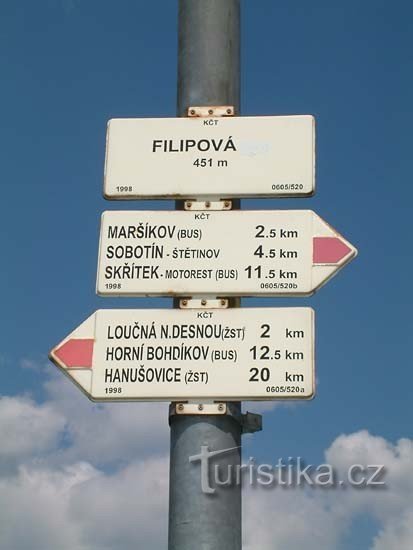 KČT
FILIPOVÁ
451 m
1998 0605/520
KČT
MARŠÍKOV (BUS) 2.5 km
SOBOTÍN - ŠTĚTINOV 4.5 km
SKŘÍTEK - MOTOREST (BUS) 11.5 km
1998 0605/520b
KČT
LOUČNÁ N.DESNOU (ŽST) 2 km
HORNÍ BOHDÍKOV (BUS) 12.5 km
HANUŠOVICE (ŽST) 20 km
1998 0605/520a
KČT
Turistika.cz